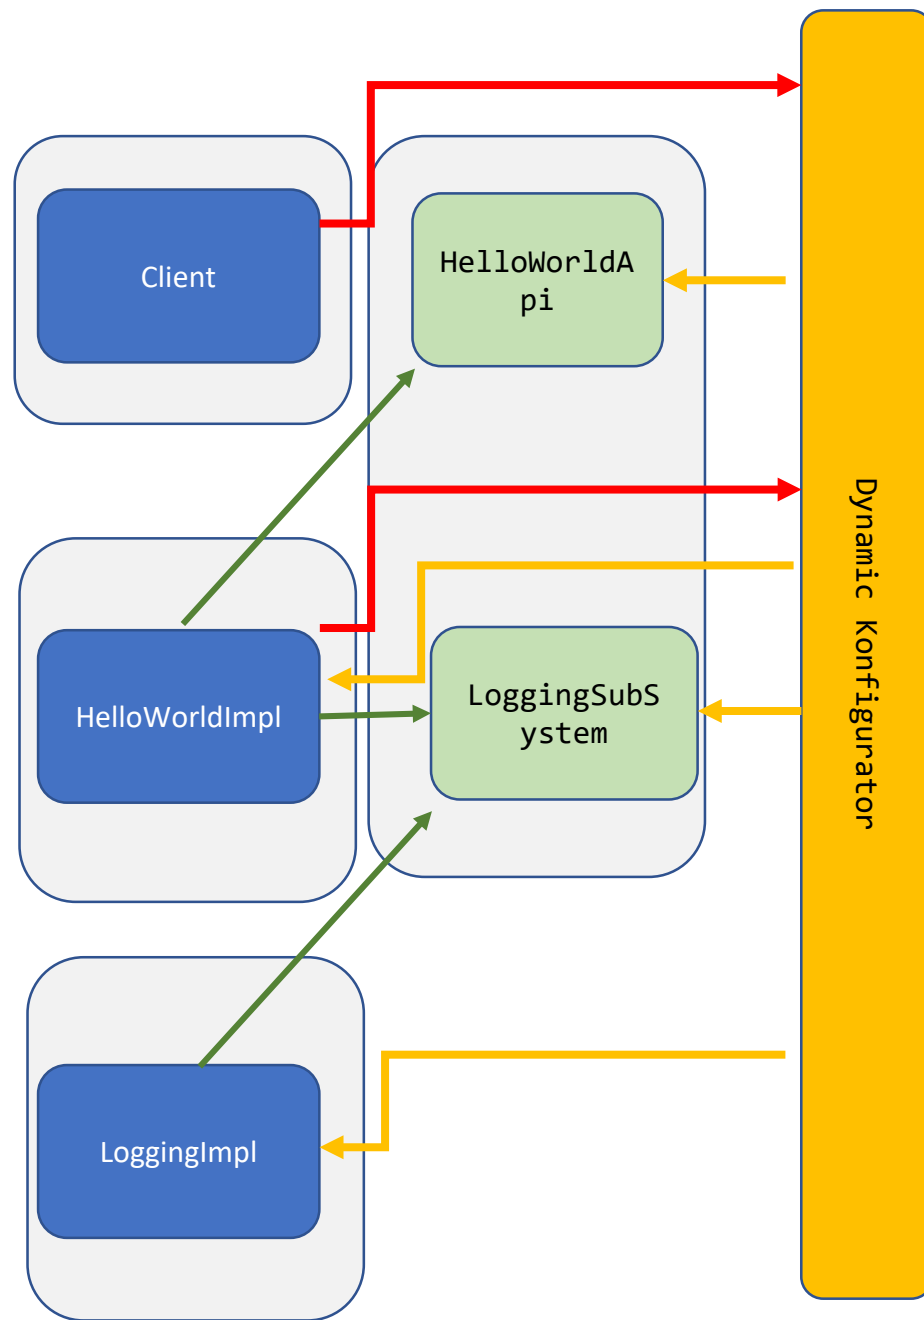 Client
HelloWorldA
pi
HelloWorldImpl
LoggingSubS
ystem
LoggingImpl
Dynamic Konfigurator